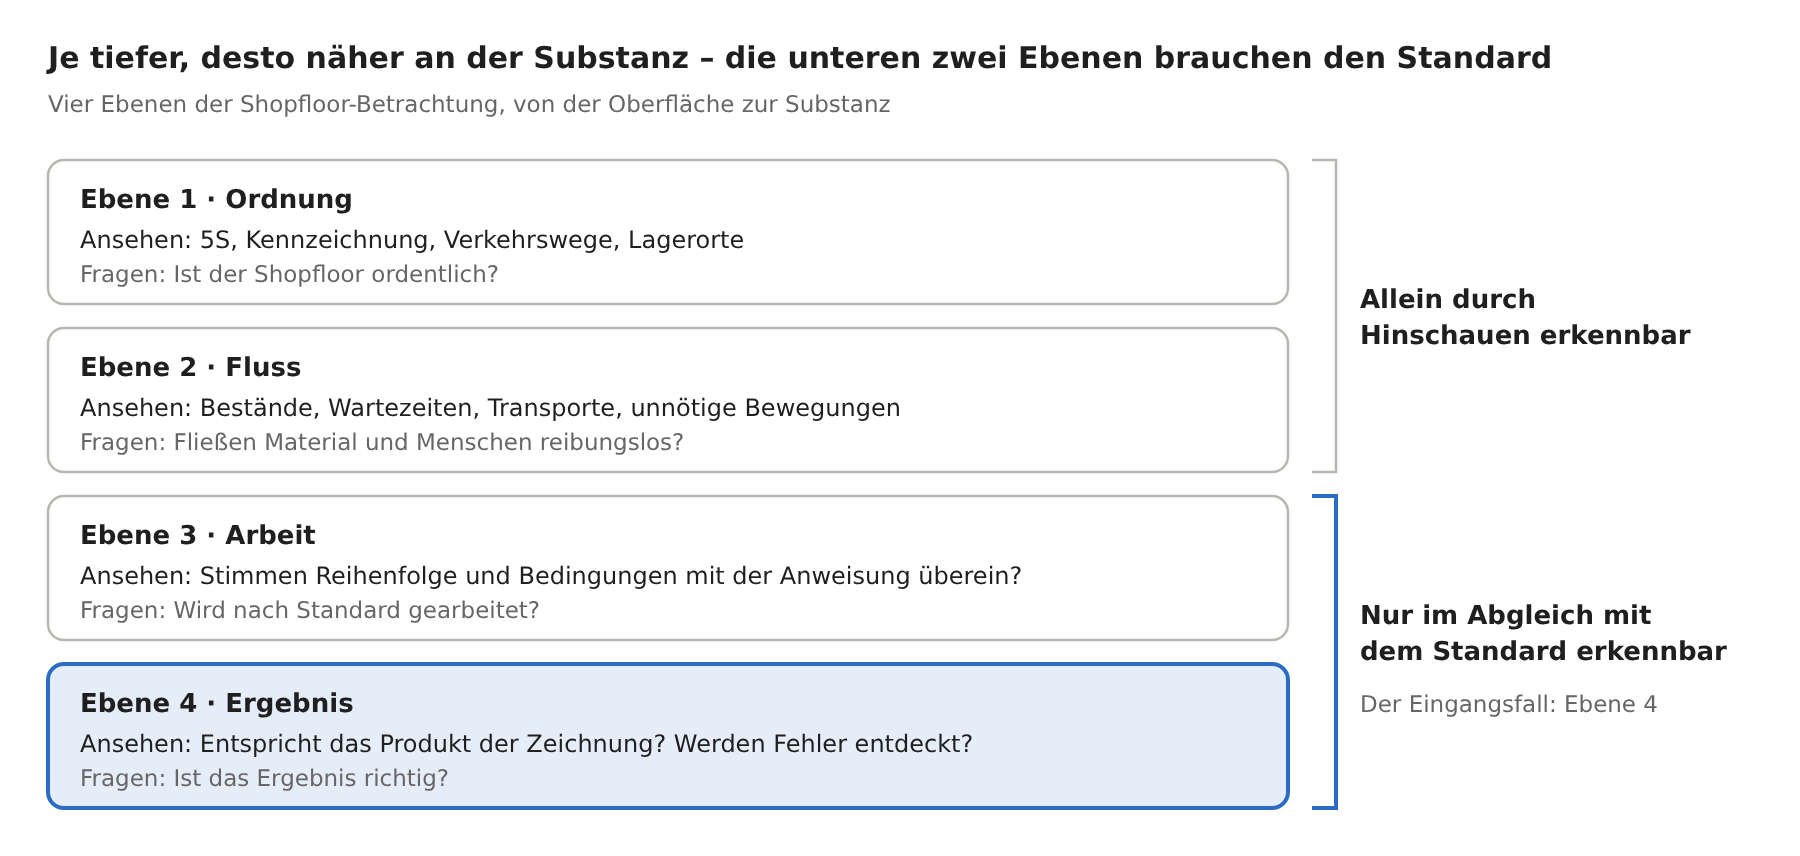 Je tiefer, desto näher an der Substanz – die unteren zwei Ebenen brauchen den Standard
Vier Ebenen der Shopfloor-Betrachtung, von der Oberfläche zur Substanz
Ebene 1 · Ordnung
Ansehen: 5S, Kennzeichnung, Verkehrswege, Lagerorte
Fragen: Ist der Shopfloor ordentlich?
Ebene 2 · Fluss
Ansehen: Bestände, Wartezeiten, Transporte, unnötige Bewegungen
Fragen: Fließen Material und Menschen reibungslos?
Allein durch
Hinschauen erkennbar
Ebene 3 · Arbeit
Ansehen: Stimmen Reihenfolge und Bedingungen mit der Anweisung überein?
Fragen: Wird nach Standard gearbeitet?
Ebene 4 · Ergebnis
Ansehen: Entspricht das Produkt der Zeichnung? Werden Fehler entdeckt?
Fragen: Ist das Ergebnis richtig?
Nur im Abgleich mit
dem Standard erkennbar
Der Eingangsfall: Ebene 4